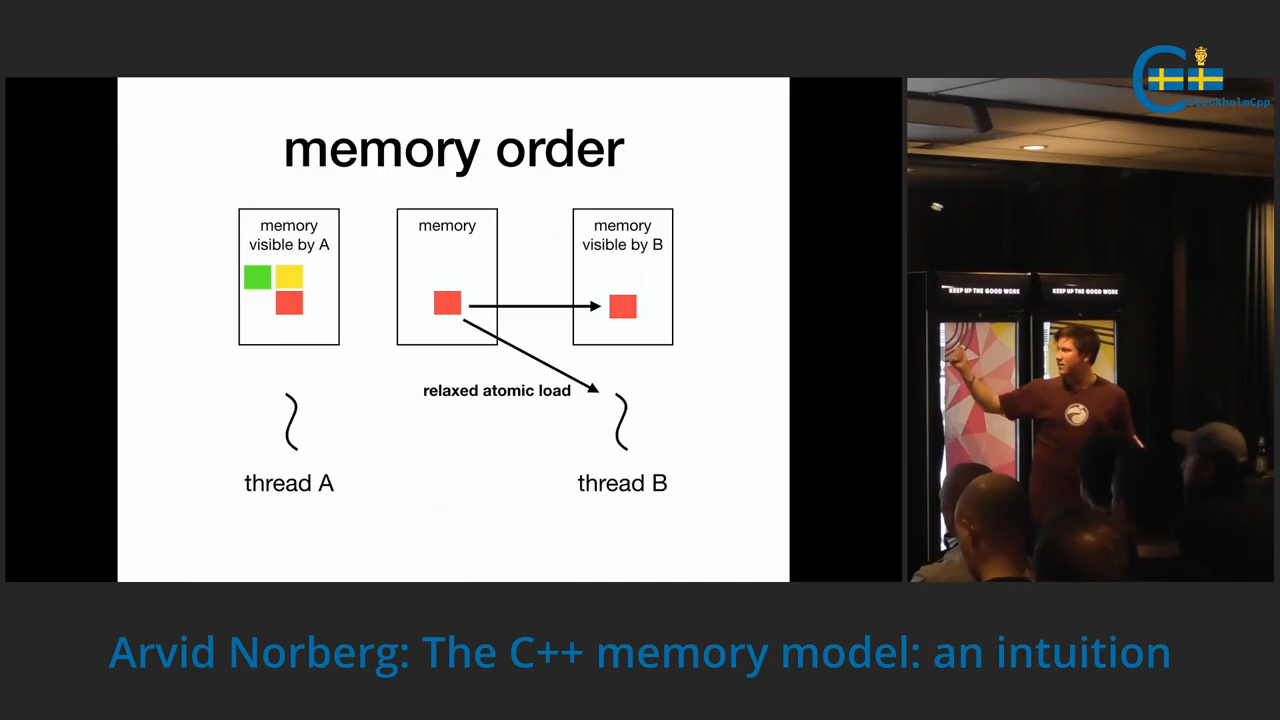 StockholmCpp
memory order
memory
visible by A
memory
memory
visible by B
relaxed atomic load
thread A
thread B
KEEP UP THE GOOD WORK
KEEP UP THE GOOD WORK
Arvid Norberg: The C++ memory model: an intuition